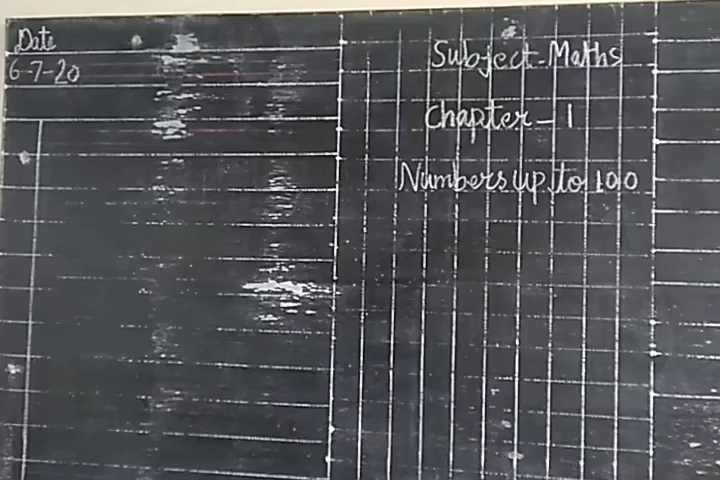 Date
6-7-20
Subject-Maths
Chapter-1
Numbers up to 100